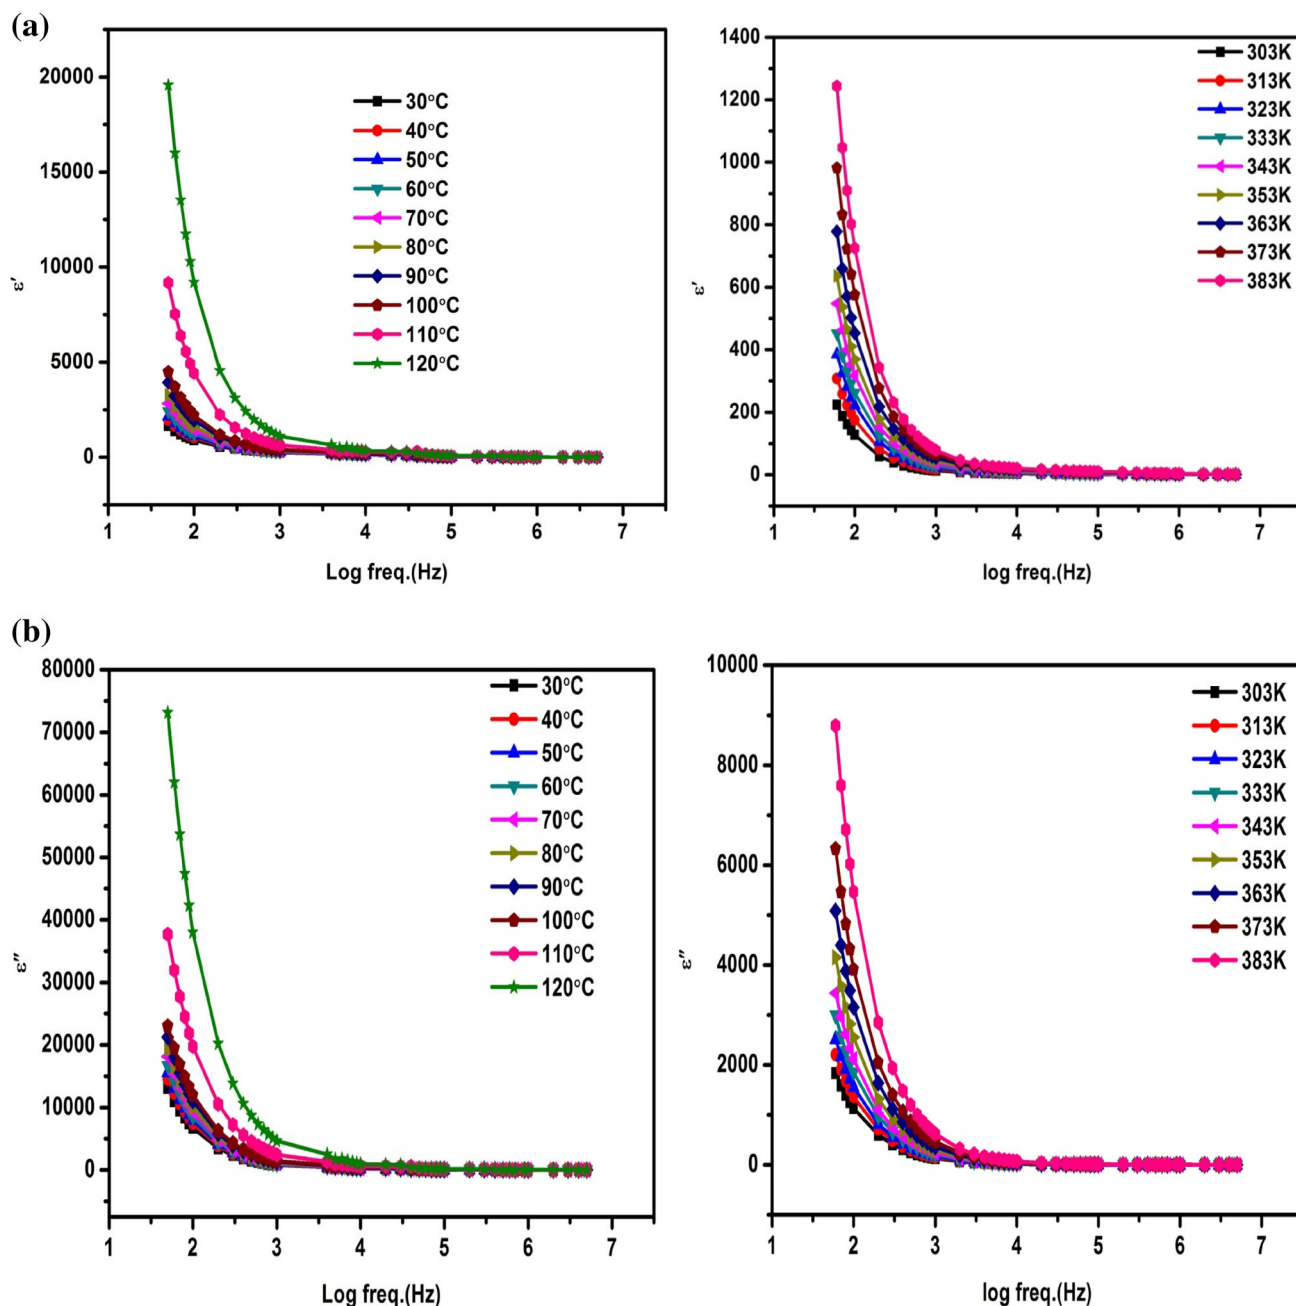 (a)
20000
15000
10000
5000
0
ε′
30°C
40°C
50°C
60°C
70°C
80°C
90°C
100°C
110°C
120°C
1 2 3 4 5 6 7
Log freq.(Hz)
1400
1200
1000
800
600
400
200
0
ε′
303K
313K
323K
333K
343K
353K
363K
373K
383K
1 2 3 4 5 6 7
log freq.(Hz)
(b)
80000
70000
60000
50000
40000
30000
20000
10000
0
ε″
30°C
40°C
50°C
60°C
70°C
80°C
90°C
100°C
110°C
120°C
1 2 3 4 5 6 7
Log freq.(Hz)
10000
8000
6000
4000
2000
0
ε″
303K
313K
323K
333K
343K
353K
363K
373K
383K
1 2 3 4 5 6 7
log freq.(Hz)